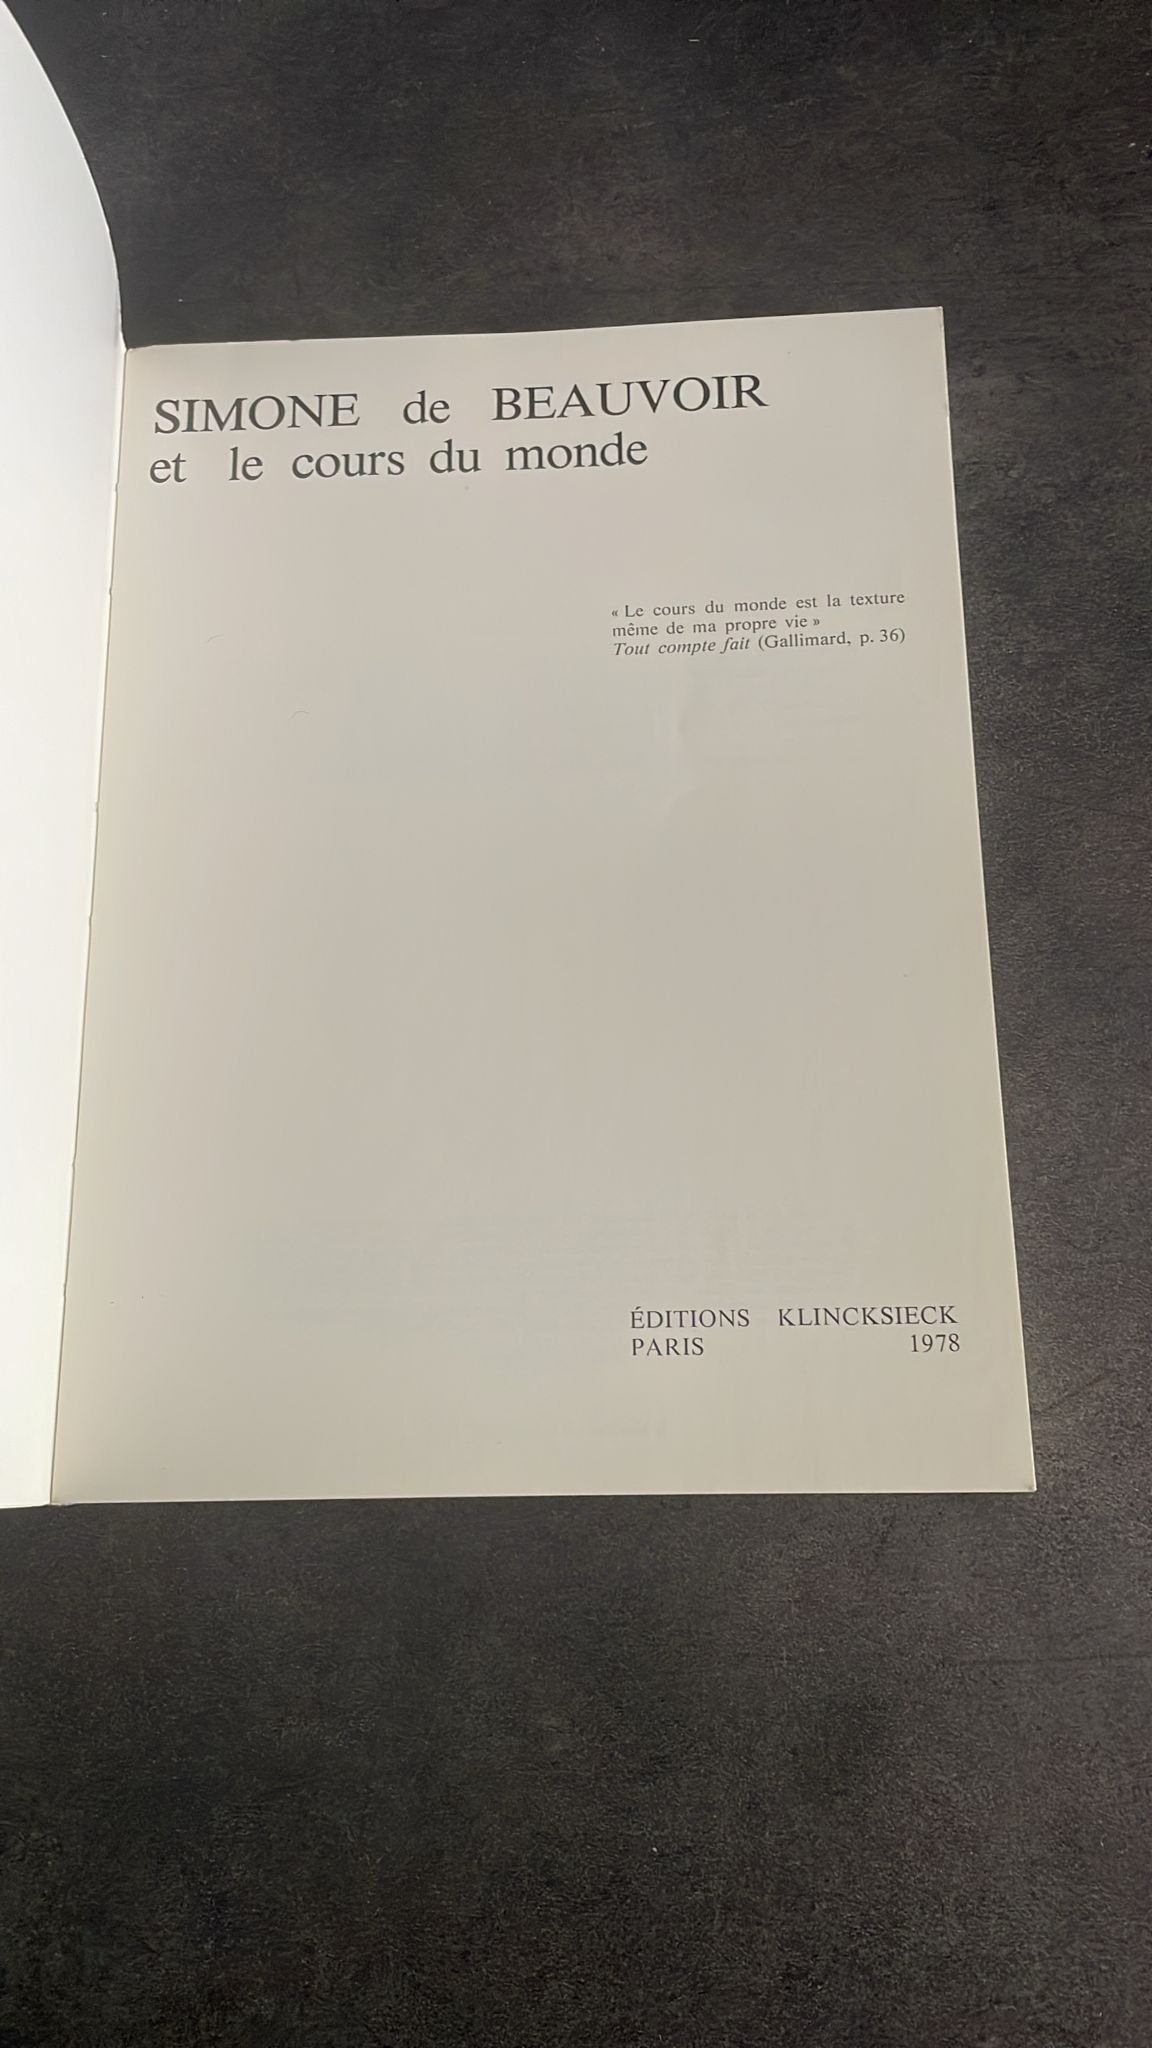 SIMONE de BEAUVOIR
et le cours du monde
« Le cours du monde est la texture
même de ma propre vie »
Tout compte fait (Gallimard, p. 36)
ÉDITIONS KLINCKSIECK
PARIS 1978